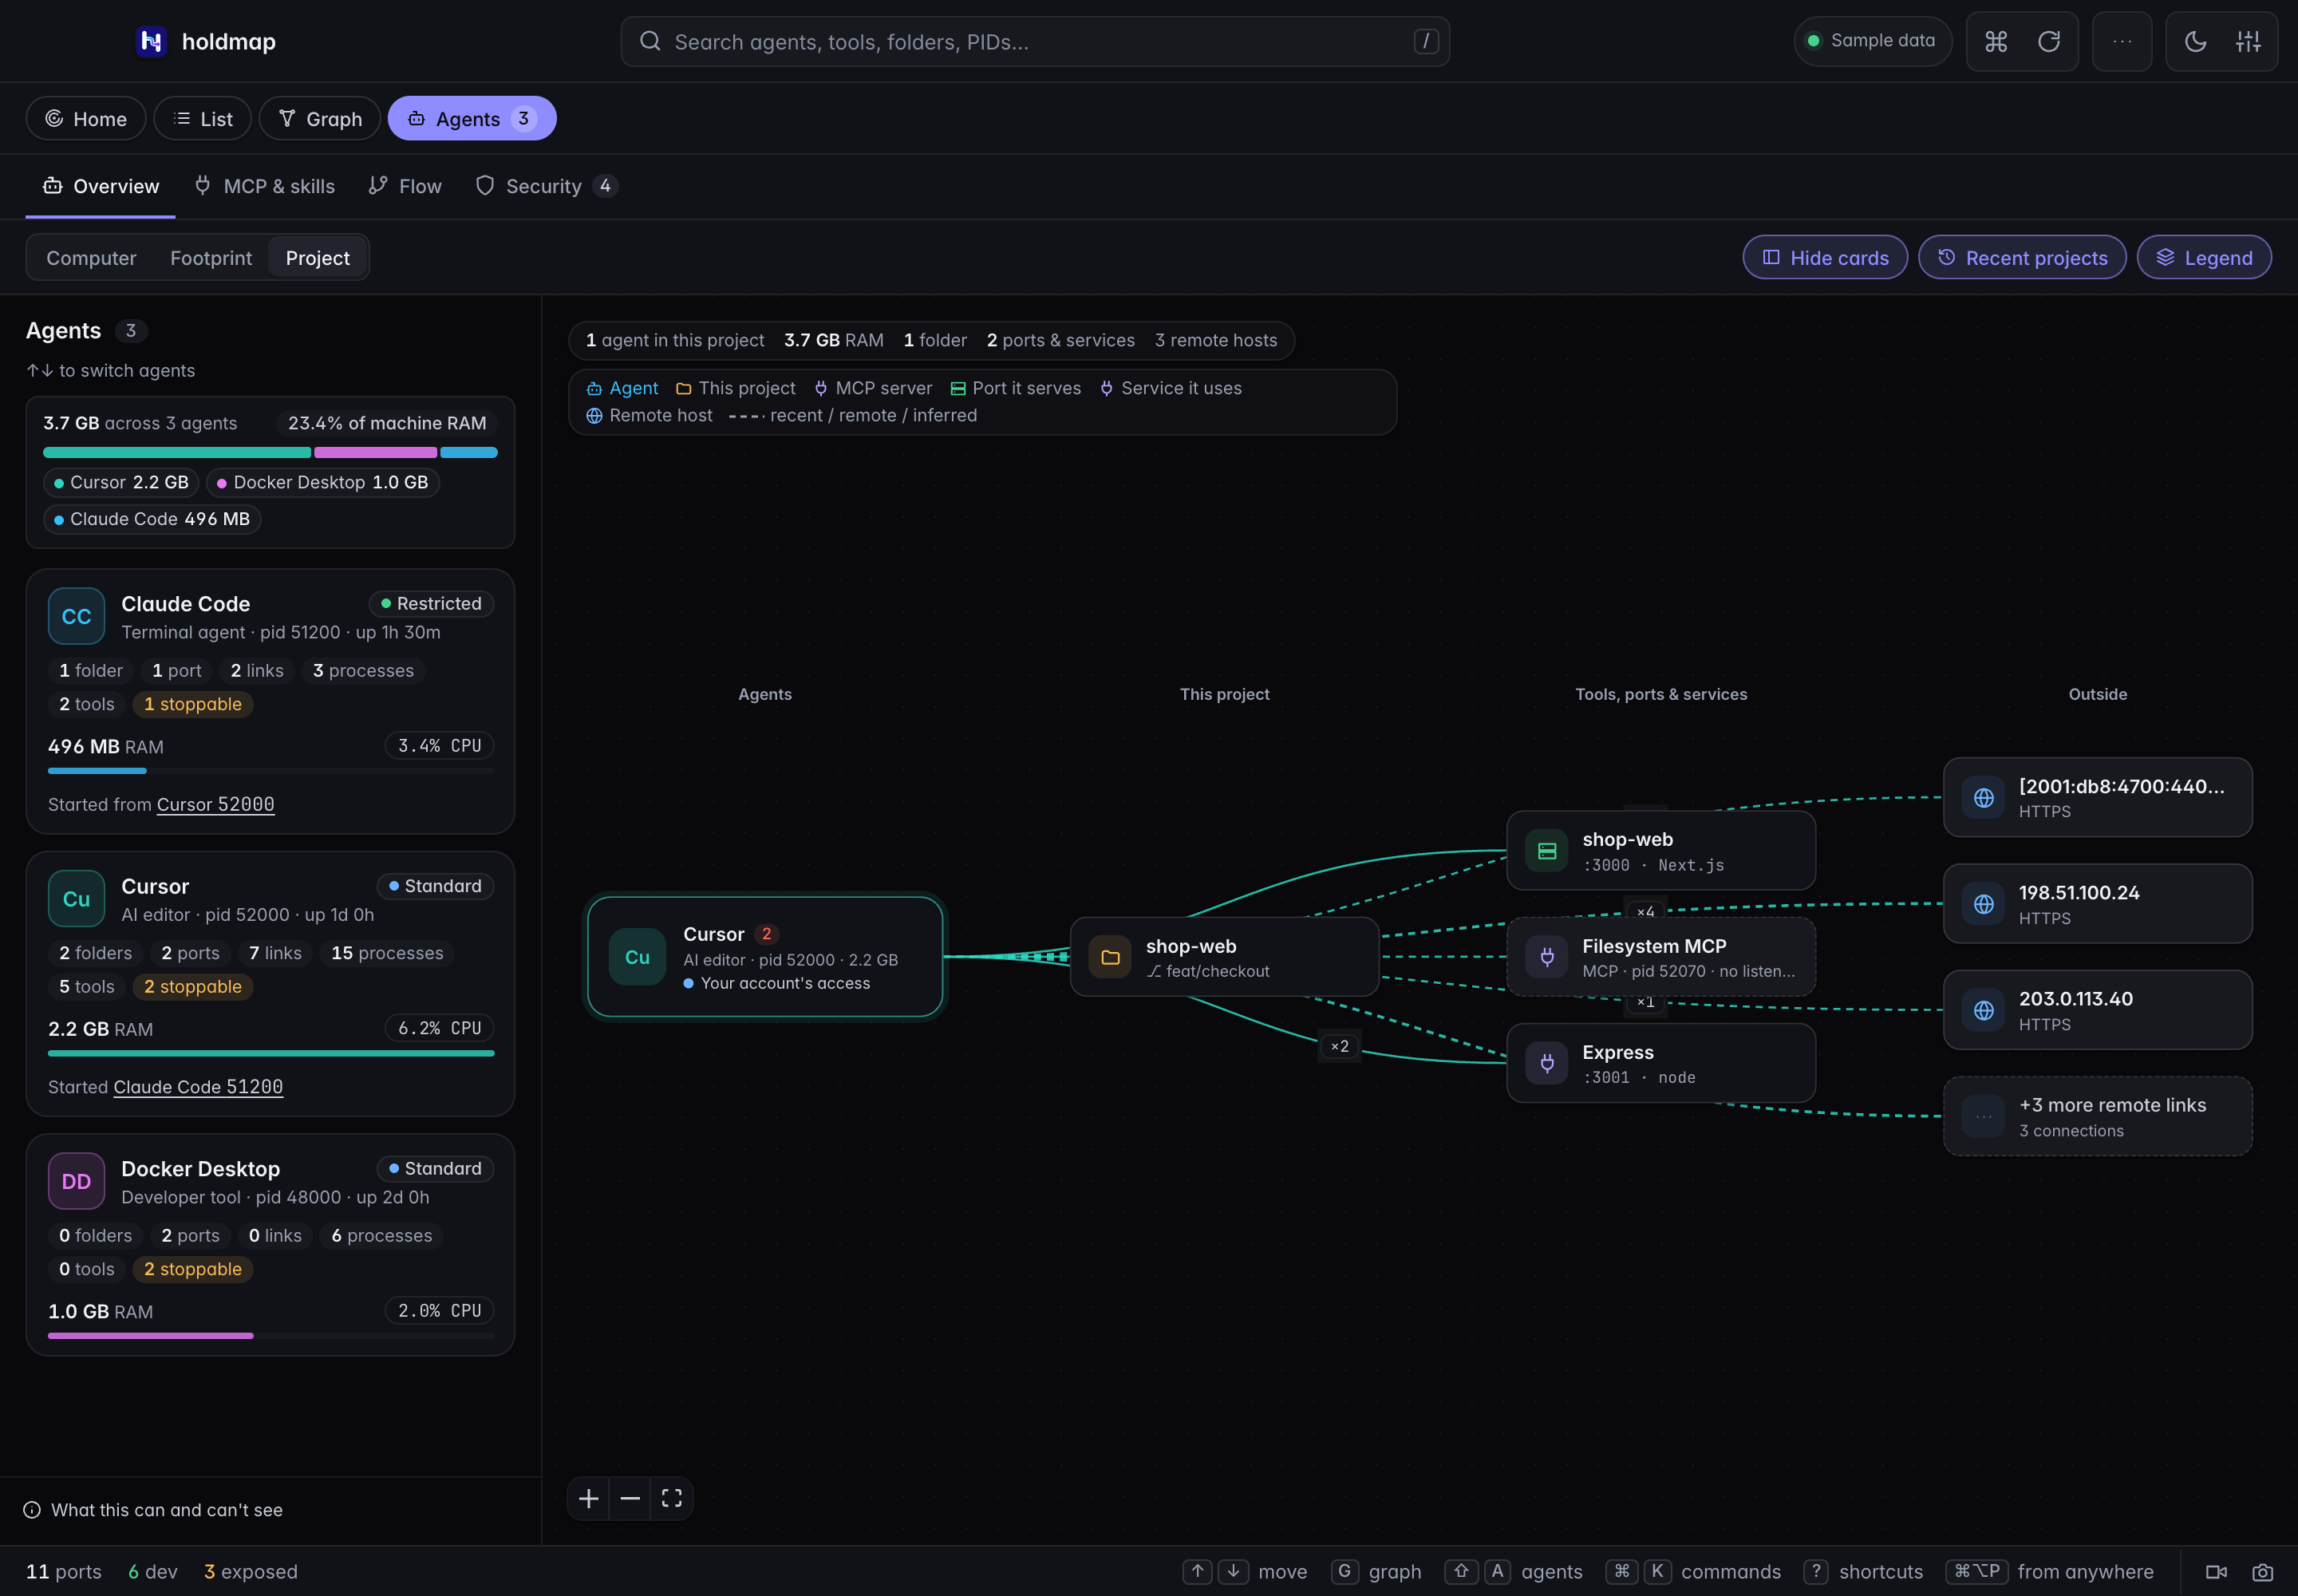 holdmap
Search agents, tools, folders, PIDs... /
Sample data
Home
List
Graph
Agents 3
Overview
MCP & skills
Flow
Security 4
Computer
Footprint
Project
Hide cards
Recent projects
Legend
Agents 3
↑↓ to switch agents
3.7 GB across 3 agents
23.4% of machine RAM
Cursor 2.2 GB
Docker Desktop 1.0 GB
Claude Code 496 MB
CC
Claude Code
Restricted
Terminal agent · pid 51200 · up 1h 30m
1 folder 1 port 2 links 3 processes
2 tools 1 stoppable
496 MB RAM
3.4% CPU
Started from Cursor 52000
Cu
Cursor
Standard
AI editor · pid 52000 · up 1d 0h
2 folders 2 ports 7 links 15 processes
5 tools 2 stoppable
2.2 GB RAM
6.2% CPU
Started Claude Code 51200
DD
Docker Desktop
Standard
Developer tool · pid 48000 · up 2d 0h
0 folders 2 ports 0 links 6 processes
0 tools 2 stoppable
1.0 GB RAM
2.0% CPU
What this can and can't see
1 agent in this project 3.7 GB RAM 1 folder 2 ports & services 3 remote hosts
Agent This project MCP server Port it serves Service it uses
Remote host recent / remote / inferred
Agents
This project
Tools, ports & services
Outside
Cu
Cursor 2
AI editor · pid 52000 · 2.2 GB
Your account's access
shop-web
feat/checkout
×2
shop-web
:3000 · Next.js
×4
Filesystem MCP
MCP · pid 52070 · no listen...
×1
Express
:3001 · node
[2001:db8:4700:440...
HTTPS
198.51.100.24
HTTPS
203.0.113.40
HTTPS
+3 more remote links
3 connections
11 ports 6 dev 3 exposed
↑ ↓ move G graph ⇧ A agents ⌘ K commands ? shortcuts ⌘⌥P from anywhere